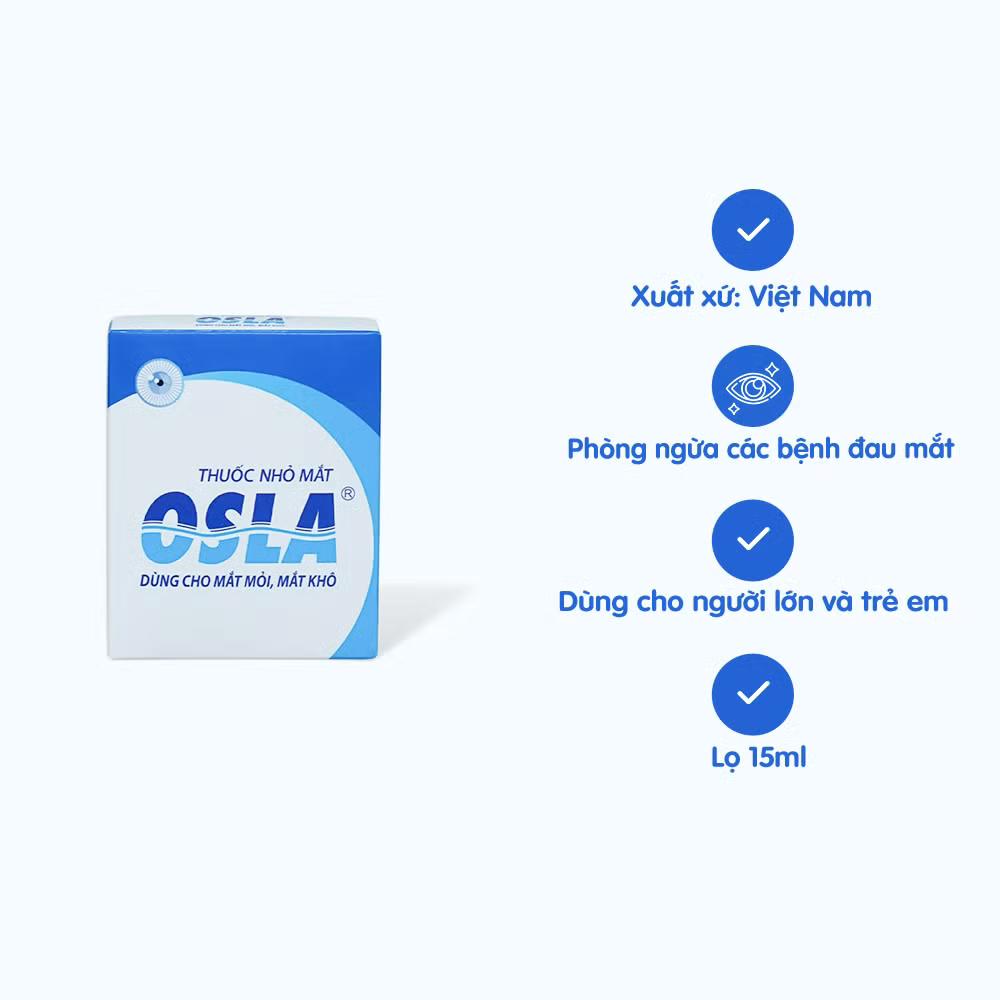 OSLA
THUỐC NHỎ MẮT
OSLA®
DÙNG CHO MẮT MỎI, MẮT KHÔ
Xuất xứ: Việt Nam
Phòng ngừa các bệnh đau mắt
Dùng cho người lớn và trẻ em
Lọ 15ml